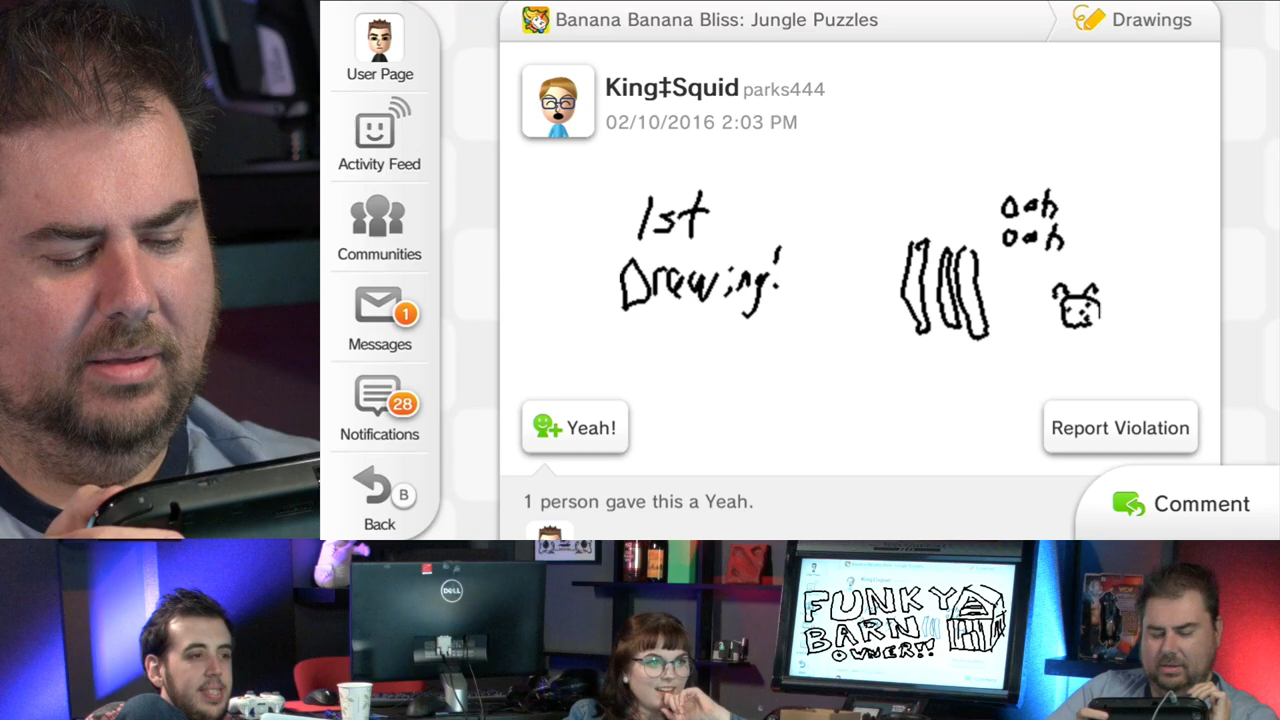 Banana Banana Bliss: Jungle Puzzles
Drawings
User Page
Activity Feed
Communities
1
Messages
28
Notifications
B
Back
King‡Squid parks444
02/10/2016 2:03 PM
1st
Drawing!
ooh
ooh
Yeah!
Report Violation
1 person gave this a Yeah.
Comment
DELL
FUNKY
BARN
OWNER!!